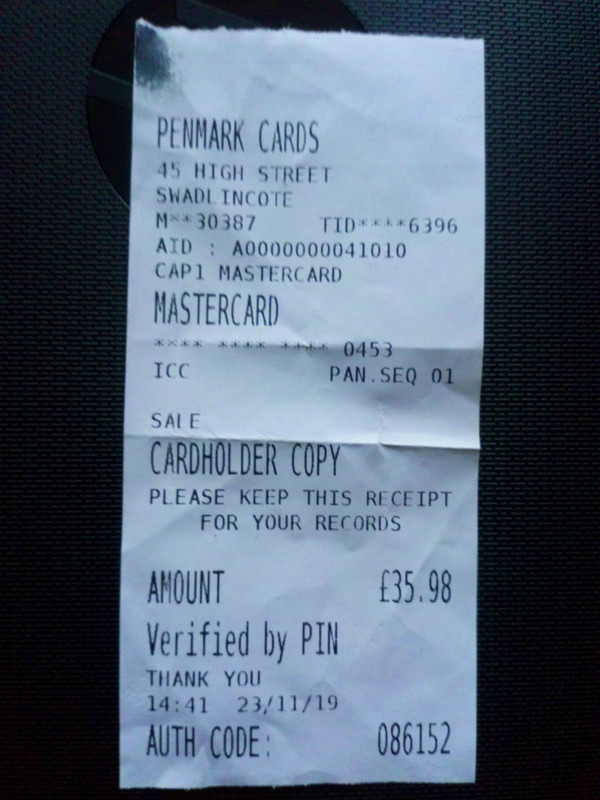 PENMARK CARDS
45 HIGH STREET
SWADLINCOTE
M**30387 TID****6396
AID : A0000000041010
CAP1 MASTERCARD
MASTERCARD
**** **** **** 0453
ICC PAN.SEQ 01
SALE
CARDHOLDER COPY
PLEASE KEEP THIS RECEIPT
FOR YOUR RECORDS
AMOUNT £35.98
Verified by PIN
THANK YOU
14:41 23/11/19
AUTH CODE: 086152